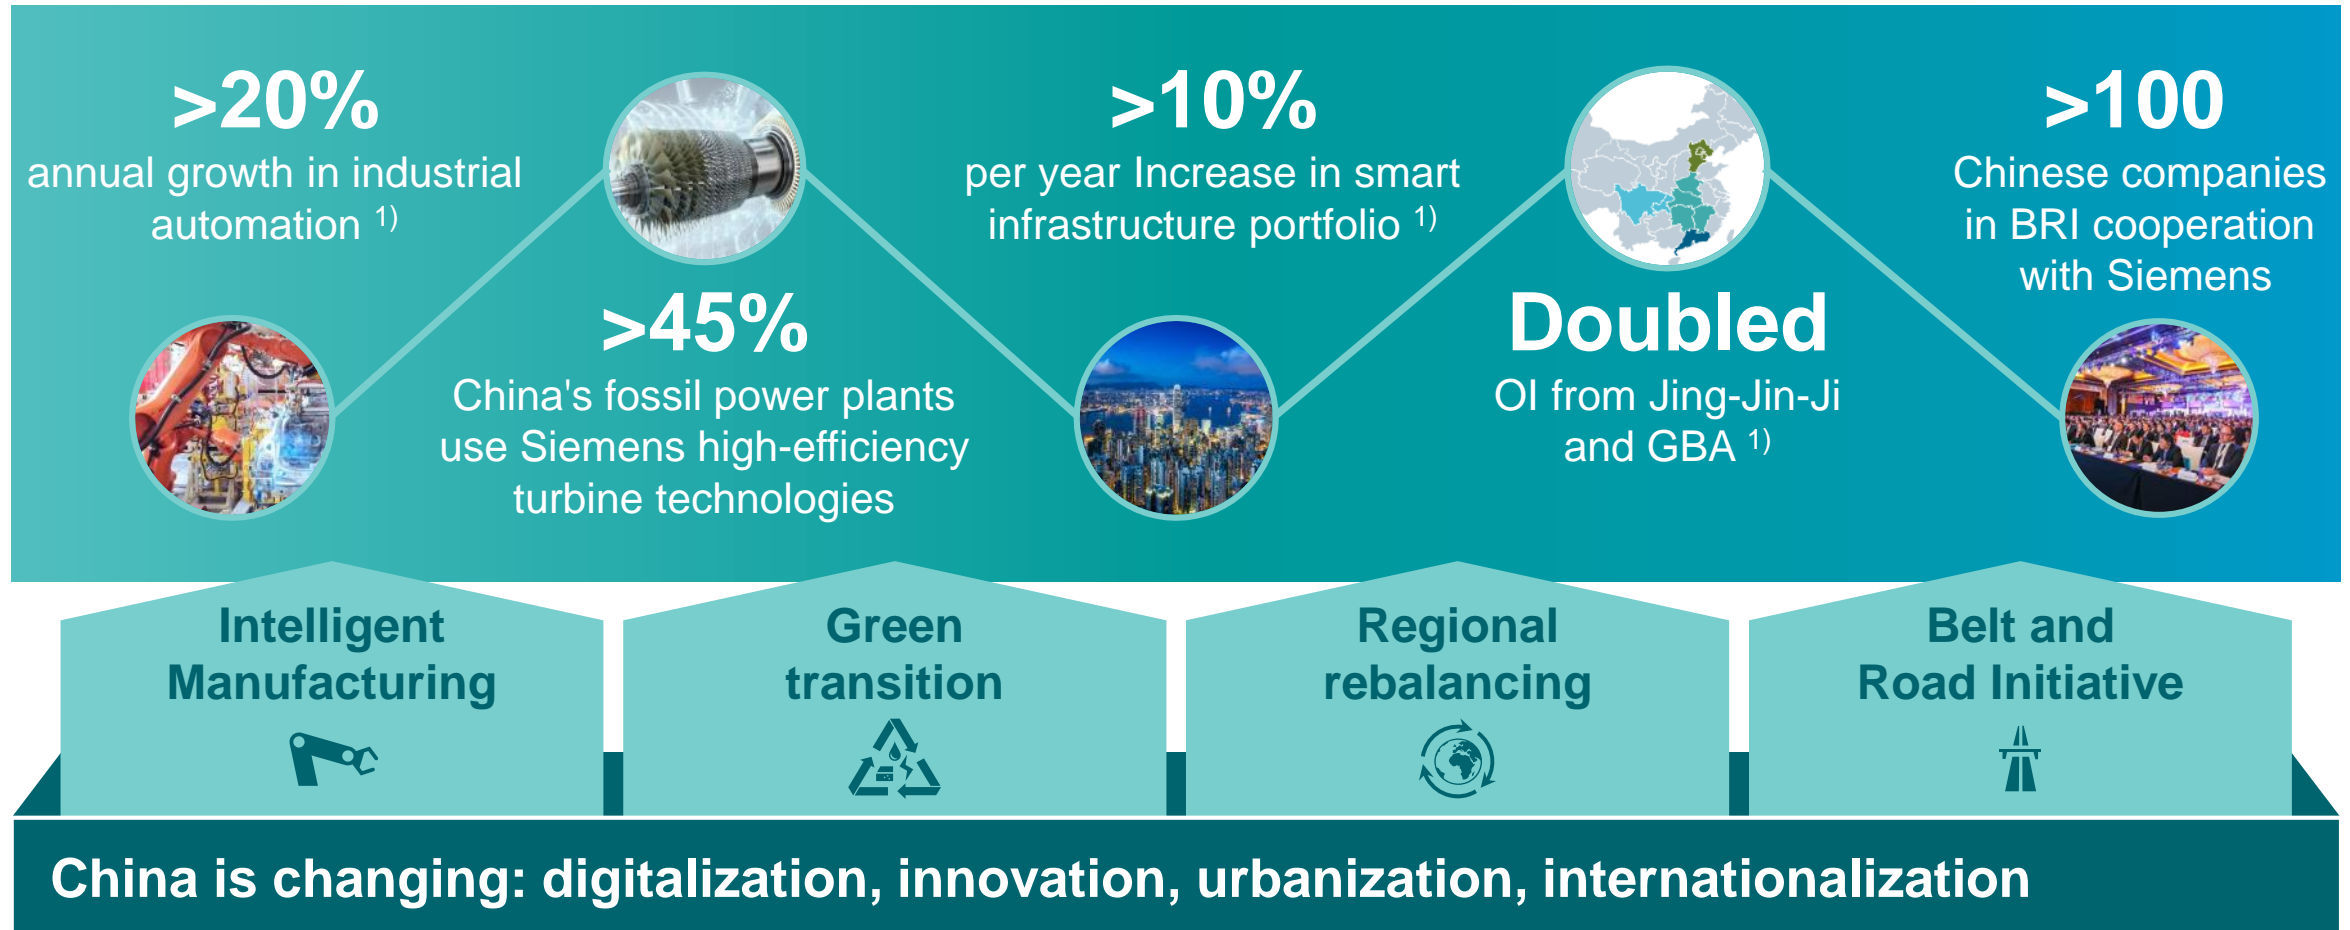 >20%
annual growth in industrial
automation 1)
>45%
China's fossil power plants
use Siemens high-efficiency
turbine technologies
>10%
per year Increase in smart
infrastructure portfolio 1)
Doubled
OI from Jing-Jin-Ji
and GBA 1)
>100
Chinese companies
in BRI cooperation
with Siemens
Intelligent
Manufacturing
Green
transition
Regional
rebalancing
Belt and
Road Initiative
China is changing: digitalization, innovation, urbanization, internationalization